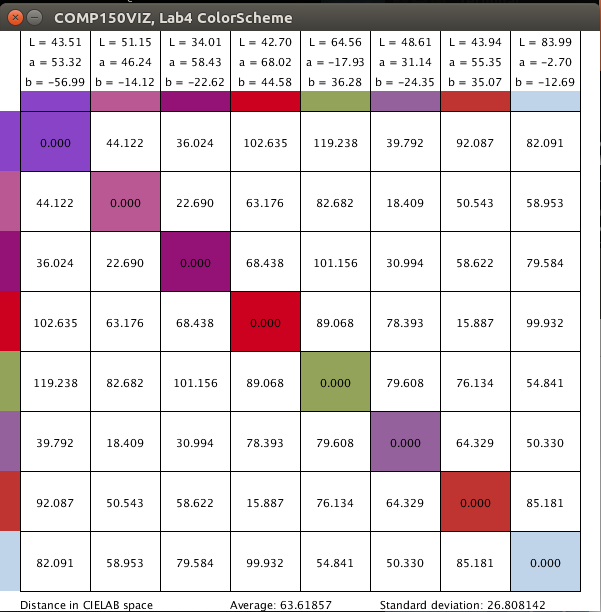 COMP150VIZ, Lab4 ColorScheme
L = 43.51 L = 51.15 L = 34.01 L = 42.70 L = 64.56 L = 48.61 L = 43.94 L = 83.99
a = 53.32 a = 46.24 a = 58.43 a = 68.02 a = -17.93 a = 31.14 a = 55.35 a = -2.70
b = -56.99 b = -14.12 b = -22.62 b = 44.58 b = 36.28 b = -24.35 b = 35.07 b = -12.69
0.000 44.122 36.024 102.635 119.238 39.792 92.087 82.091
44.122 0.000 22.690 63.176 82.682 18.409 50.543 58.953
36.024 22.690 0.000 68.438 101.156 30.994 58.622 79.584
102.635 63.176 68.438 0.000 89.068 78.393 15.887 99.932
119.238 82.682 101.156 89.068 0.000 79.608 76.134 54.841
39.792 18.409 30.994 78.393 79.608 0.000 64.329 50.330
92.087 50.543 58.622 15.887 76.134 64.329 0.000 85.181
82.091 58.953 79.584 99.932 54.841 50.330 85.181 0.000
Distance in CIELAB space Average: 63.61857 Standard deviation: 26.808142